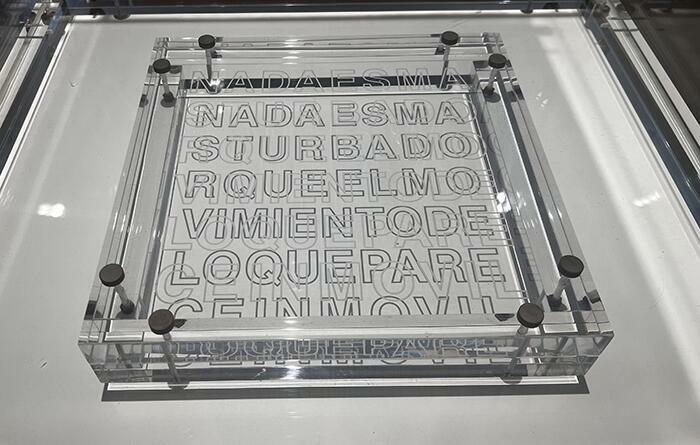 NADAESMA
STURBADO
RQUEELMO
VIMIENTODE
LOQUEPARE
CEINMOVIL